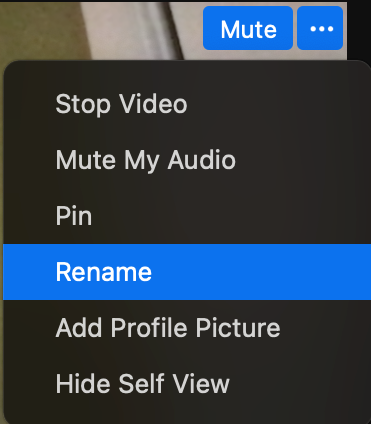 Mute •••
Stop Video
Mute My Audio
Pin
Rename
Add Profile Picture
Hide Self View